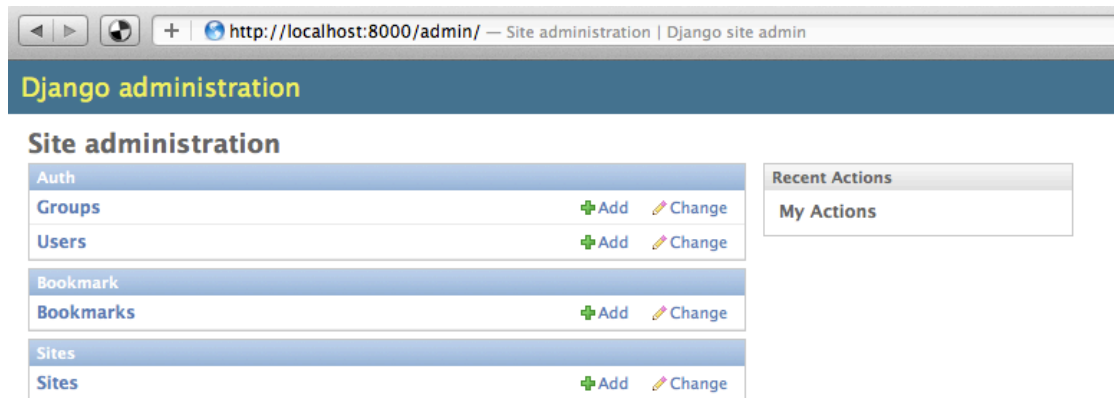 + http://localhost:8000/admin/ — Site administration | Django site admin
Django administration
Site administration
Auth
Groups Add Change
Users Add Change
Bookmark
Bookmarks Add Change
Sites
Sites Add Change
Recent Actions
My Actions